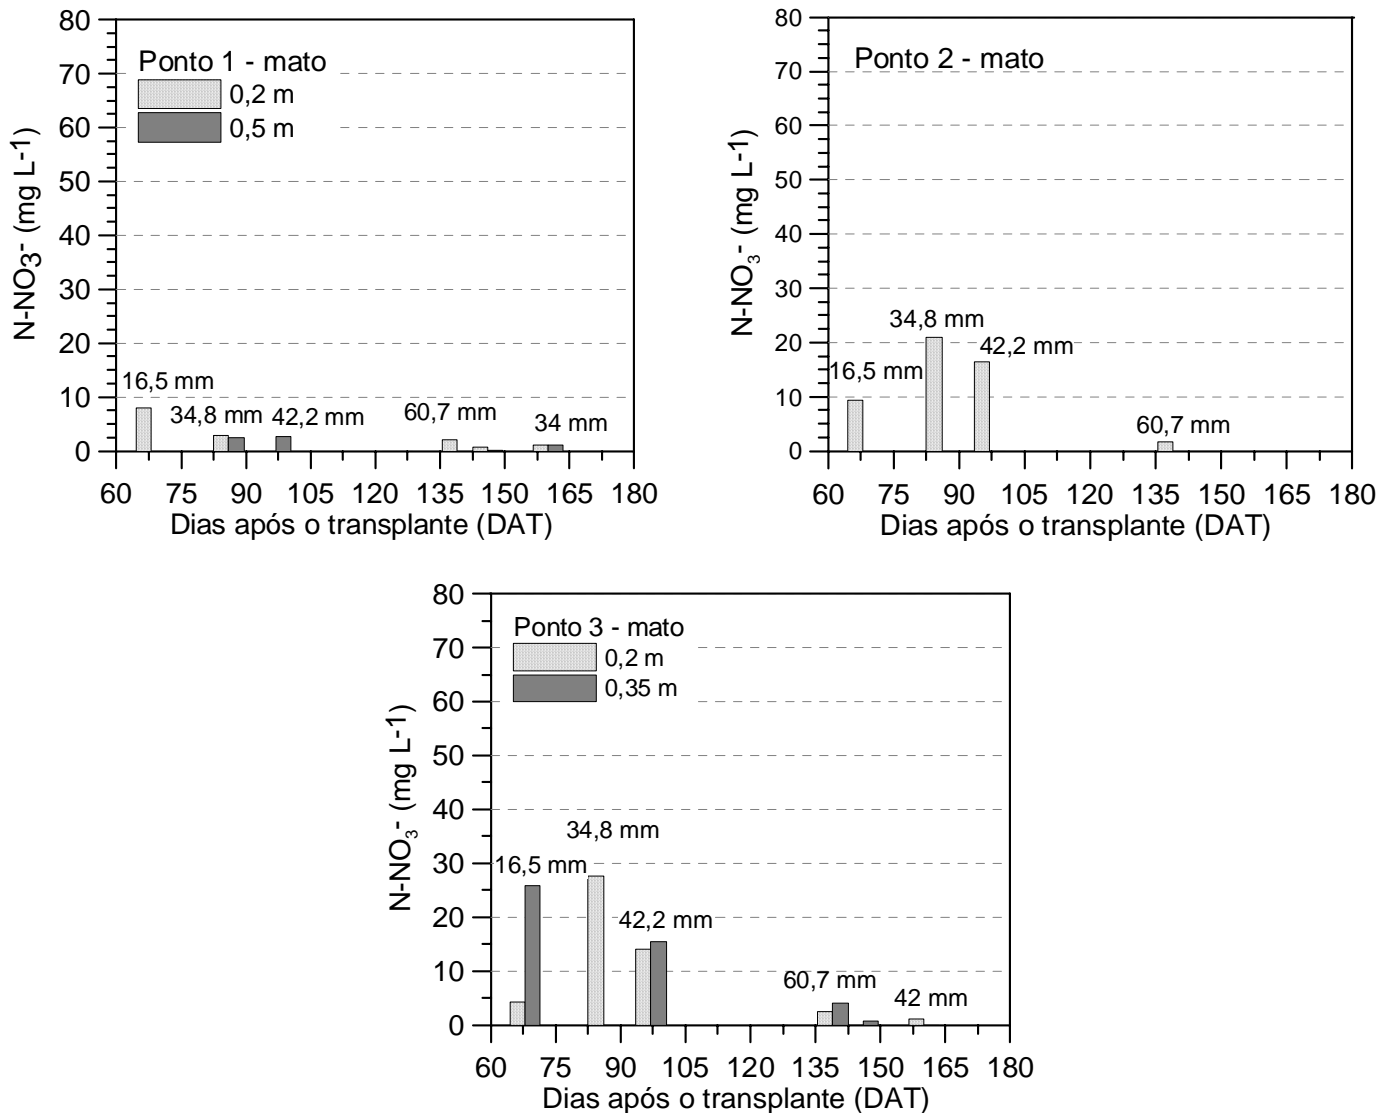 Ponto 1 - mato
0,2 m
0,5 m
N-NO3- (mg L-1)
80
70
60
50
40
30
20
10
0
16,5 mm
34,8 mm
42,2 mm
60,7 mm
34 mm
60 75 90 105 120 135 150 165 180
Dias após o transplante (DAT)
Ponto 2 - mato
N-NO3- (mg L-1)
80
70
60
50
40
30
20
10
0
16,5 mm
34,8 mm
42,2 mm
60,7 mm
60 75 90 105 120 135 150 165 180
Dias após o transplante (DAT)
Ponto 3 - mato
0,2 m
0,35 m
N-NO3- (mg L-1)
80
70
60
50
40
30
20
10
0
16,5 mm
34,8 mm
42,2 mm
60,7 mm
42 mm
60 75 90 105 120 135 150 165 180
Dias após o transplante (DAT)